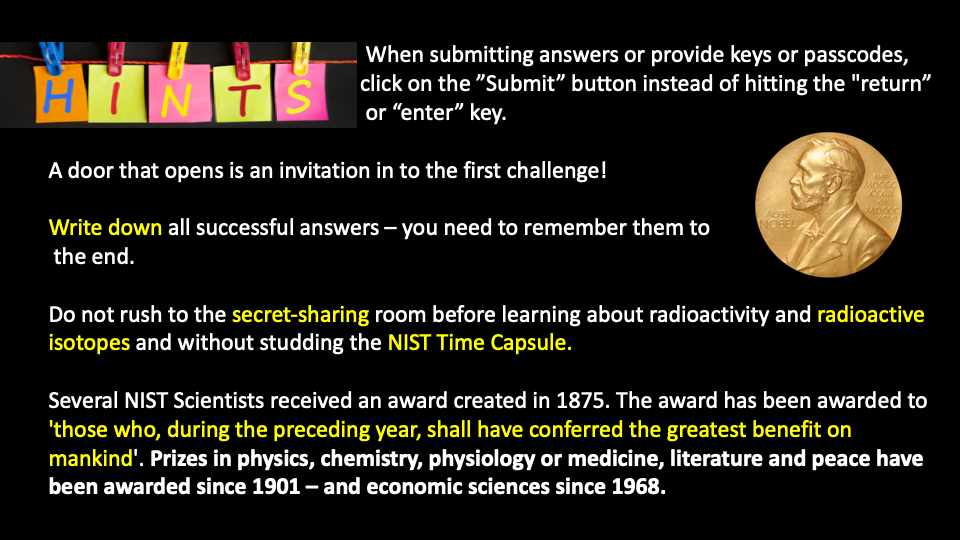 HINTS
When submitting answers or provide keys or passcodes,
click on the ”Submit” button instead of hitting the "return”
or “enter” key.
A door that opens is an invitation in to the first challenge!
Write down all successful answers – you need to remember them to
the end.
Do not rush to the secret-sharing room before learning about radioactivity and radioactive
isotopes and without studding the NIST Time Capsule.
Several NIST Scientists received an award created in 1875. The award has been awarded to
'those who, during the preceding year, shall have conferred the greatest benefit on
mankind'. Prizes in physics, chemistry, physiology or medicine, literature and peace have
been awarded since 1901 – and economic sciences since 1968.